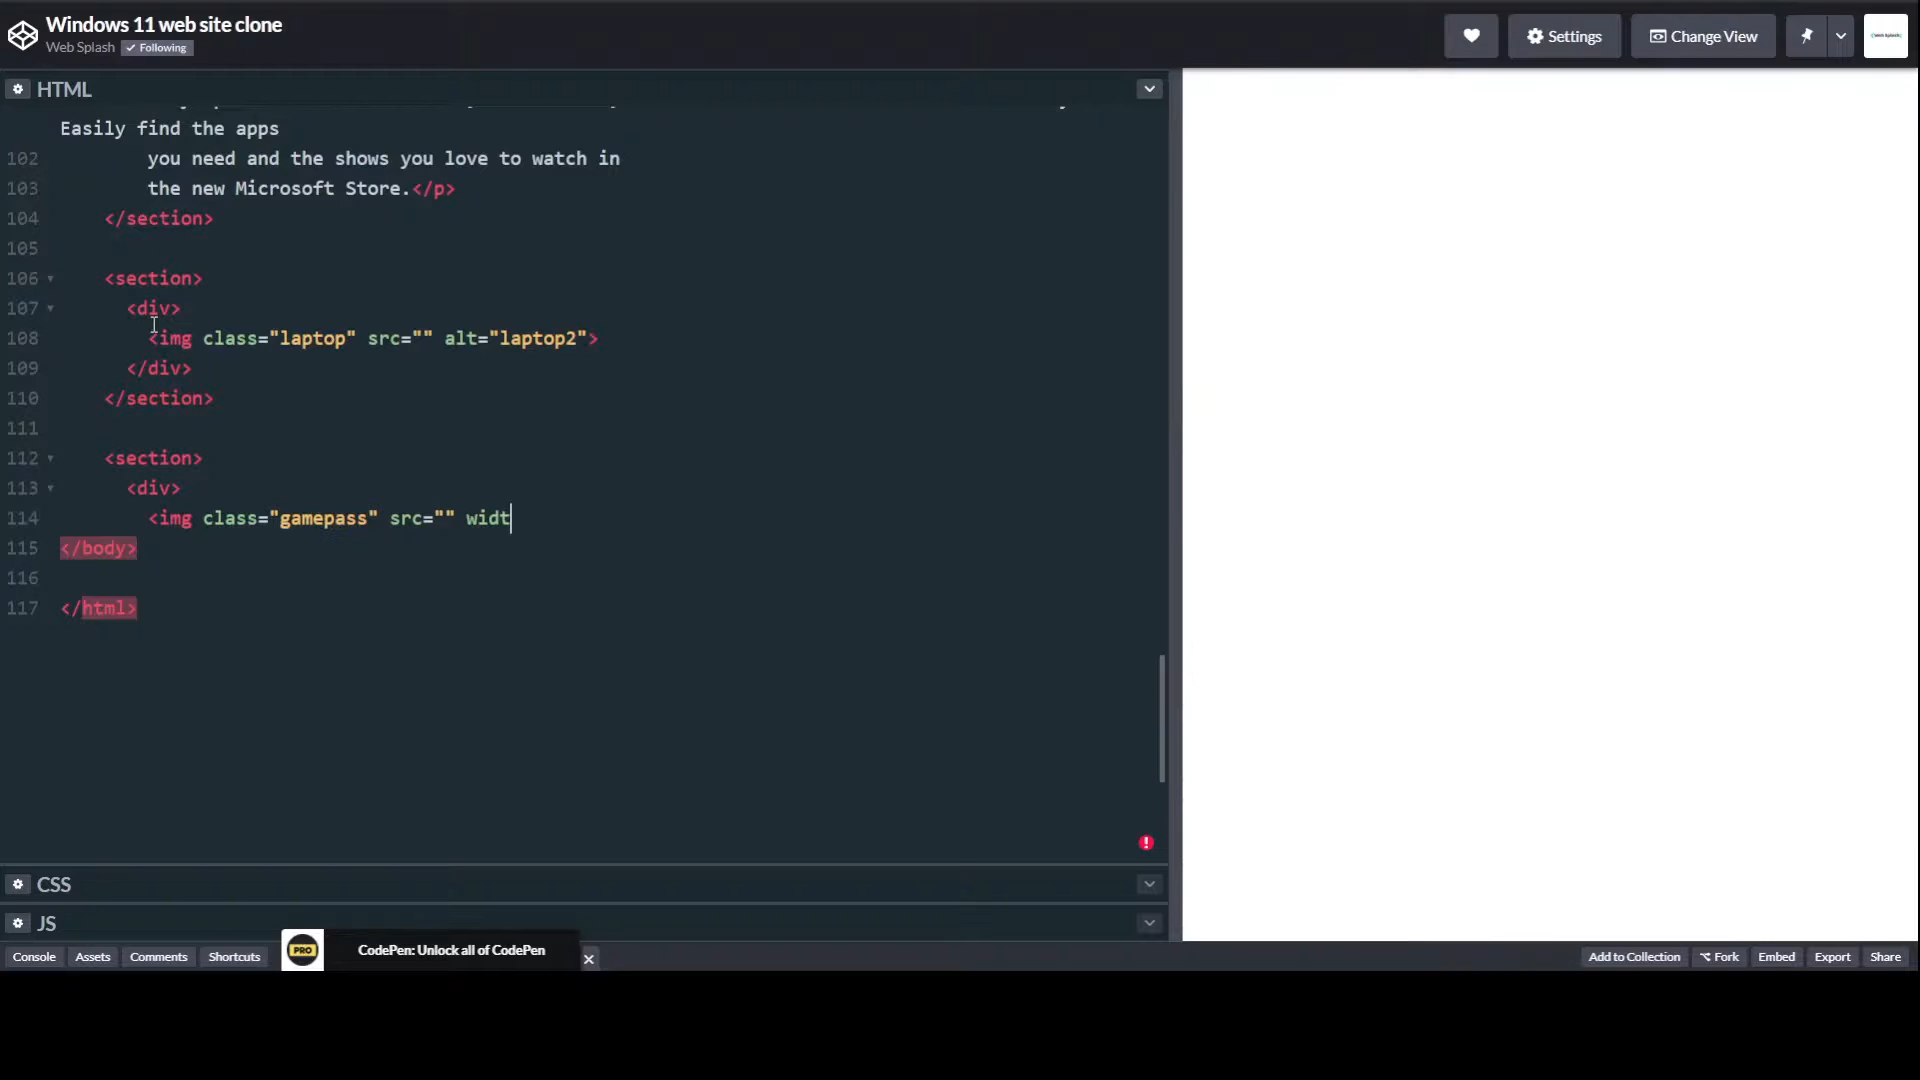 Windows 11 web site clone
Web Splash ✓ Following
Settings
Change View
HTML
Easily find the apps
102 you need and the shows you love to watch in
103 the new Microsoft Store.</p>
104 </section>
105
106 <section>
107 <div>
108 <img class="laptop" src="" alt="laptop2">
109 </div>
110 </section>
111
112 <section>
113 <div>
114 <img class="gamepass" src="" widt
115 </body>
116
117 </html>
CSS
JS
Console Assets Comments Shortcuts PRO CodePen: Unlock all of CodePen Add to Collection Fork Embed Export Share